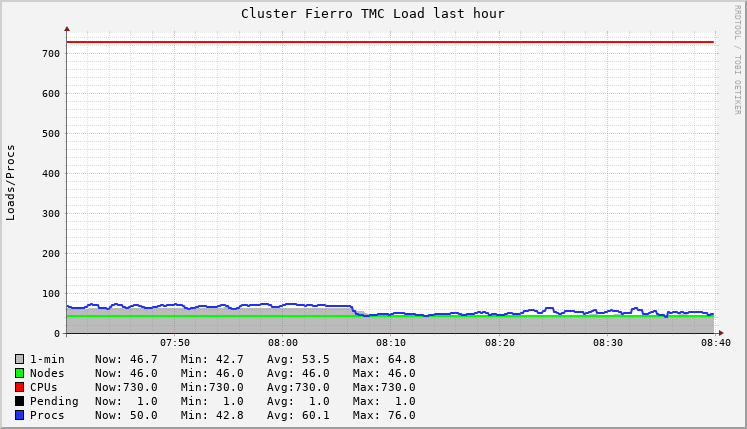 Cluster Fierro TMC Load last hour
RRDTOOL / TOBI OETIKER
Loads/Procs
700
600
500
400
300
200
100
0
07:50 08:00 08:10 08:20 08:30 08:40
1-min Now: 46.7 Min: 42.7 Avg: 53.5 Max: 64.8
Nodes Now: 46.0 Min: 46.0 Avg: 46.0 Max: 46.0
CPUs Now:730.0 Min:730.0 Avg:730.0 Max:730.0
Pending Now: 1.0 Min: 1.0 Avg: 1.0 Max: 1.0
Procs Now: 50.0 Min: 42.8 Avg: 60.1 Max: 76.0